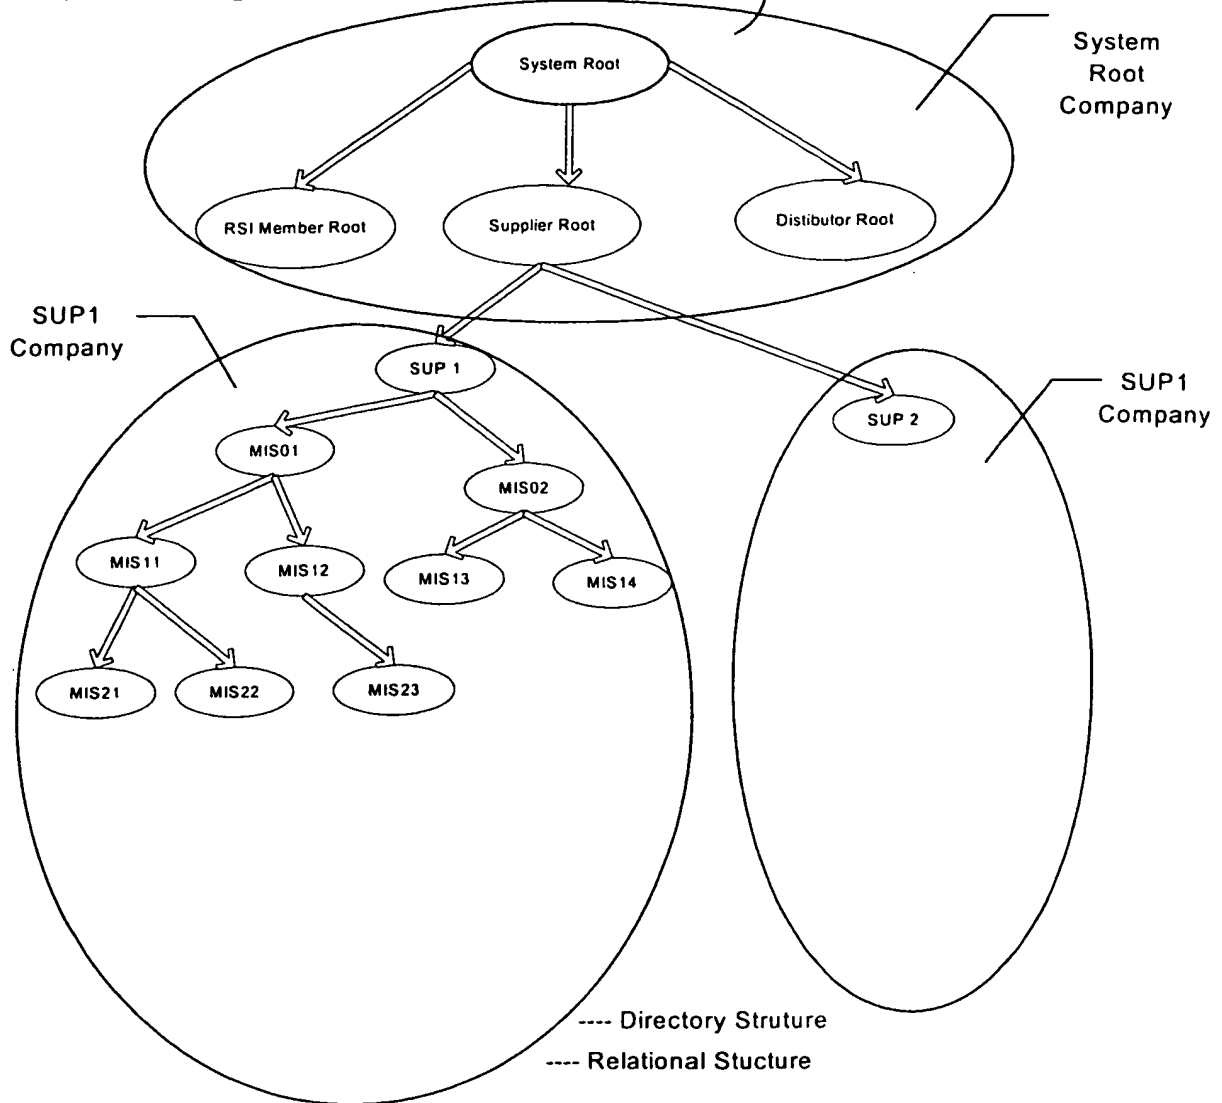 System Root
System
Root
Company
RSI Member Root
Supplier Root
Distibutor Root
SUP1
Company
SUP 1
SUP1
Company
SUP 2
MIS01
MIS02
MIS11
MIS12
MIS13
MIS14
MIS21
MIS22
MIS23
---- Directory Struture
---- Relational Stucture